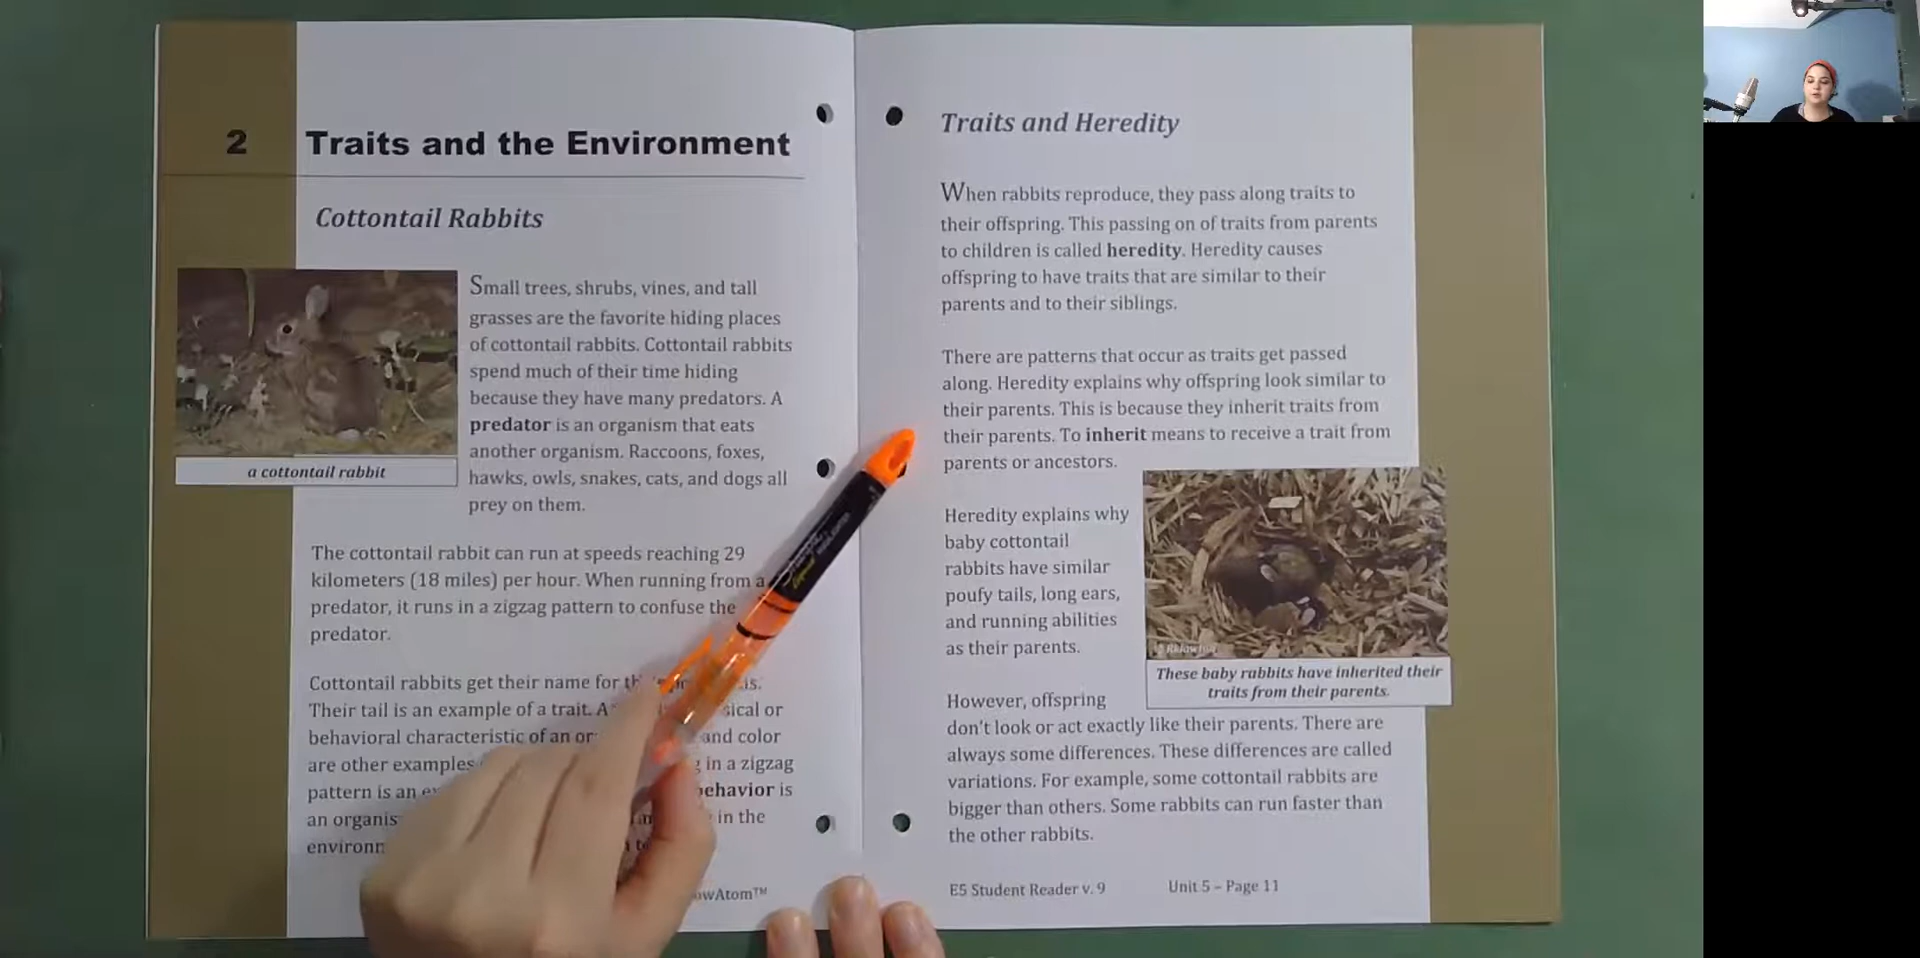 2 Traits and the Environment
Cottontail Rabbits
Small trees, shrubs, vines, and tall
grasses are the favorite hiding places
of cottontail rabbits. Cottontail rabbits
spend much of their time hiding
because they have many predators. A
predator is an organism that eats
another organism. Raccoons, foxes,
hawks, owls, snakes, cats, and dogs all
prey on them.
a cottontail rabbit
The cottontail rabbit can run at speeds reaching 29
kilometers (18 miles) per hour. When running from a
predator, it runs in a zigzag pattern to confuse the
predator.
Cottontail rabbits get their name for
Their tail is an example of a trait. A
behavioral characteristic of an and color
are other examples in a zigzag
pattern is an behavior is
an in the
Traits and Heredity
When rabbits reproduce, they pass along traits to
their offspring. This passing on of traits from parents
to children is called heredity. Heredity causes
offspring to have traits that are similar to their
parents and to their siblings.
There are patterns that occur as traits get passed
along. Heredity explains why offspring look similar to
their parents. This is because they inherit traits from
their parents. To inherit means to receive a trait from
parents or ancestors.
Heredity explains why
baby cottontail
rabbits have similar
poufy tails, long ears,
and running abilities
as their parents.
These baby rabbits have inherited their
traits from their parents.
However, offspring
don't look or act exactly like their parents. There are
always some differences. These differences are called
variations. For example, some cottontail rabbits are
bigger than others. Some rabbits can run faster than
the other rabbits.
E5 Student Reader v. 9 Unit 5 – Page 11